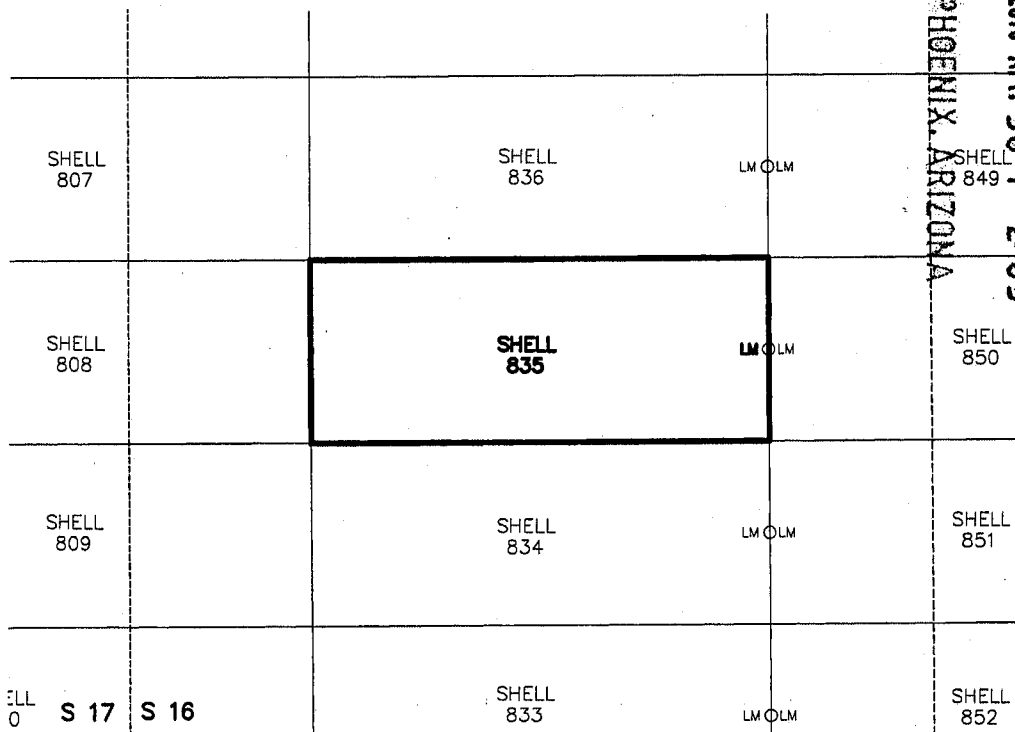 PHOENIX, ARIZONA
SHELL
807
SHELL
836
LM LM
SHELL
849
SHELL
808
SHELL
835
LM LM
SHELL
850
SHELL
809
SHELL
834
LM LM
SHELL
851
S 17 S 16
SHELL
833
LM LM
SHELL
852